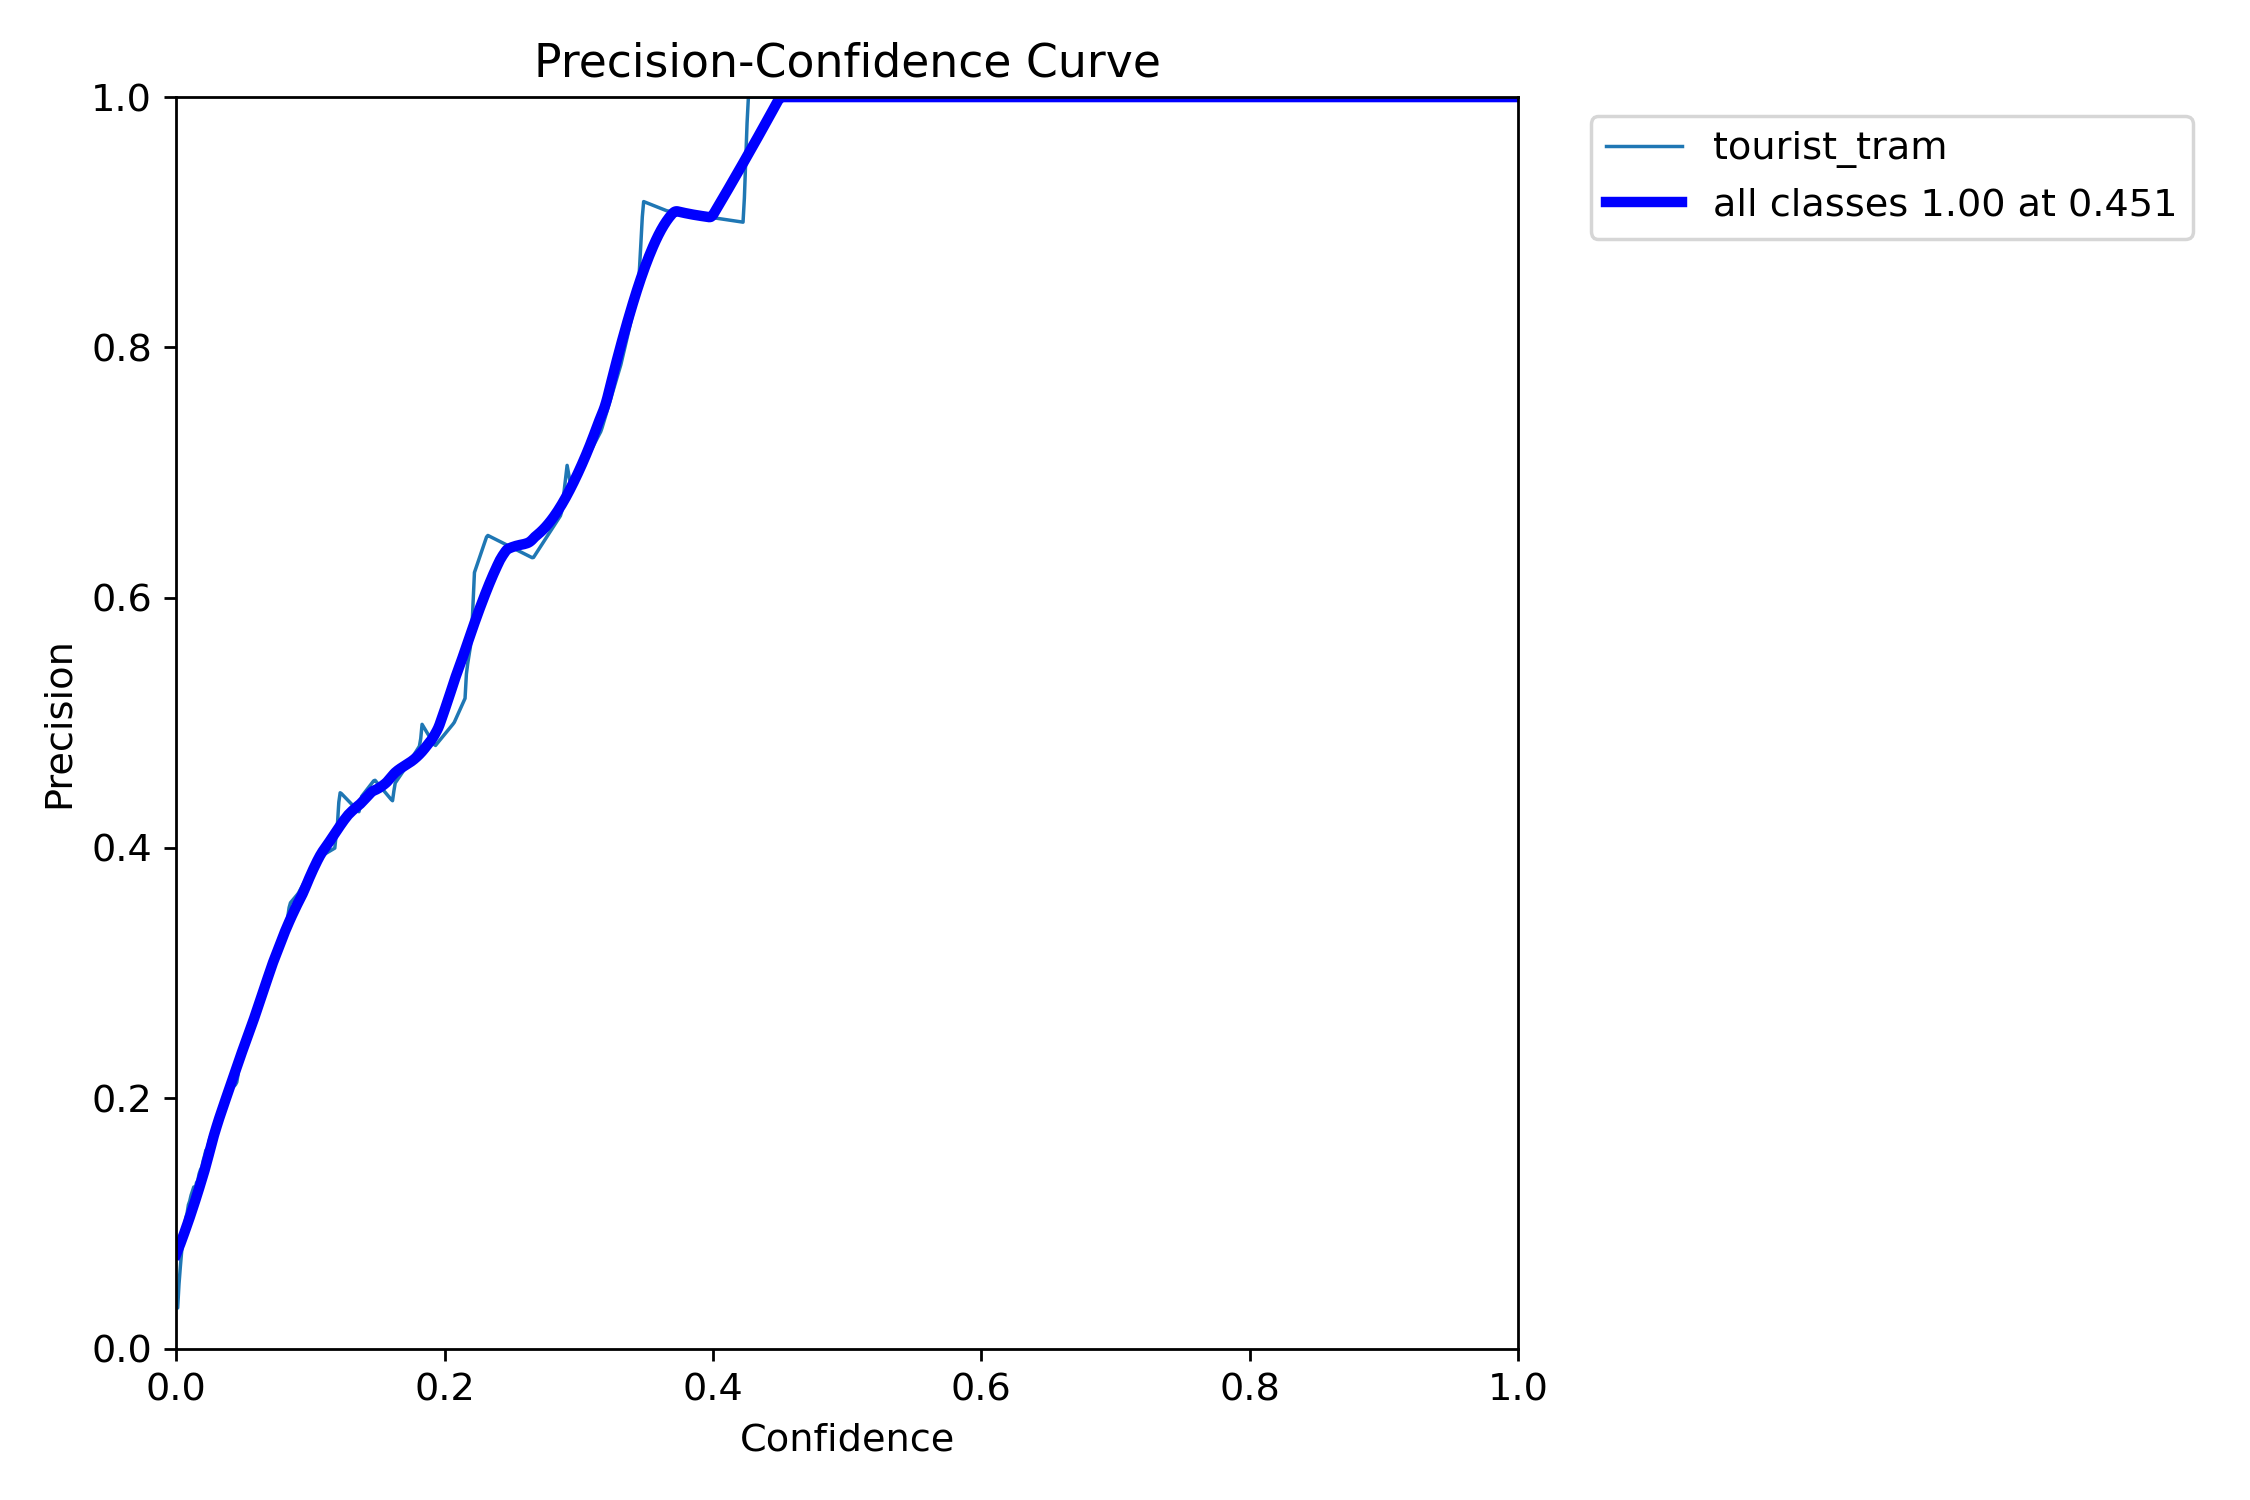 Precision-Confidence Curve
tourist_tram
all classes 1.00 at 0.451
Precision
1.0
0.8
0.6
0.4
0.2
0.0
0.0 0.2 0.4 0.6 0.8 1.0
Confidence